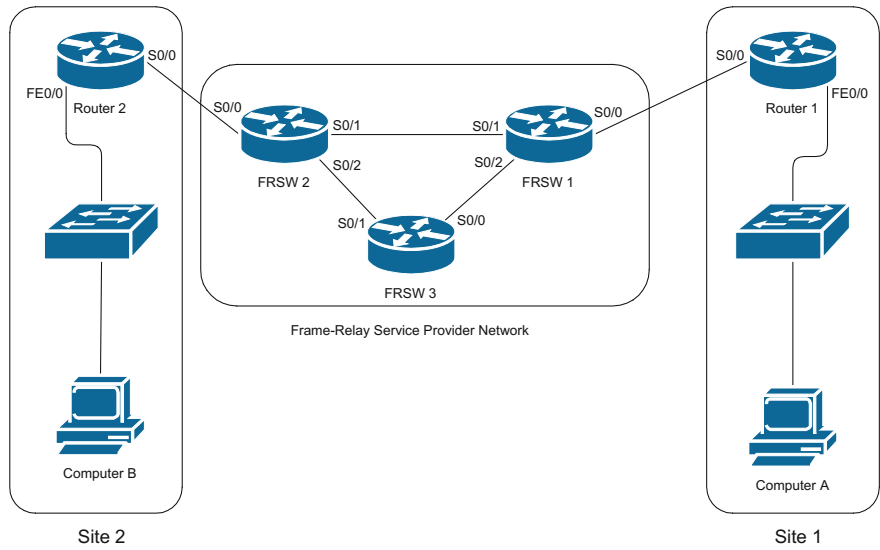 S0/0
S0/0
FE0/0
Router 2
Router 1
FE0/0
S0/0
S0/0
S0/1
S0/1
FRSW 2
S0/2
S0/2
FRSW 1
S0/1
S0/0
FRSW 3
Frame-Relay Service Provider Network
Computer B
Computer A
Site 2
Site 1